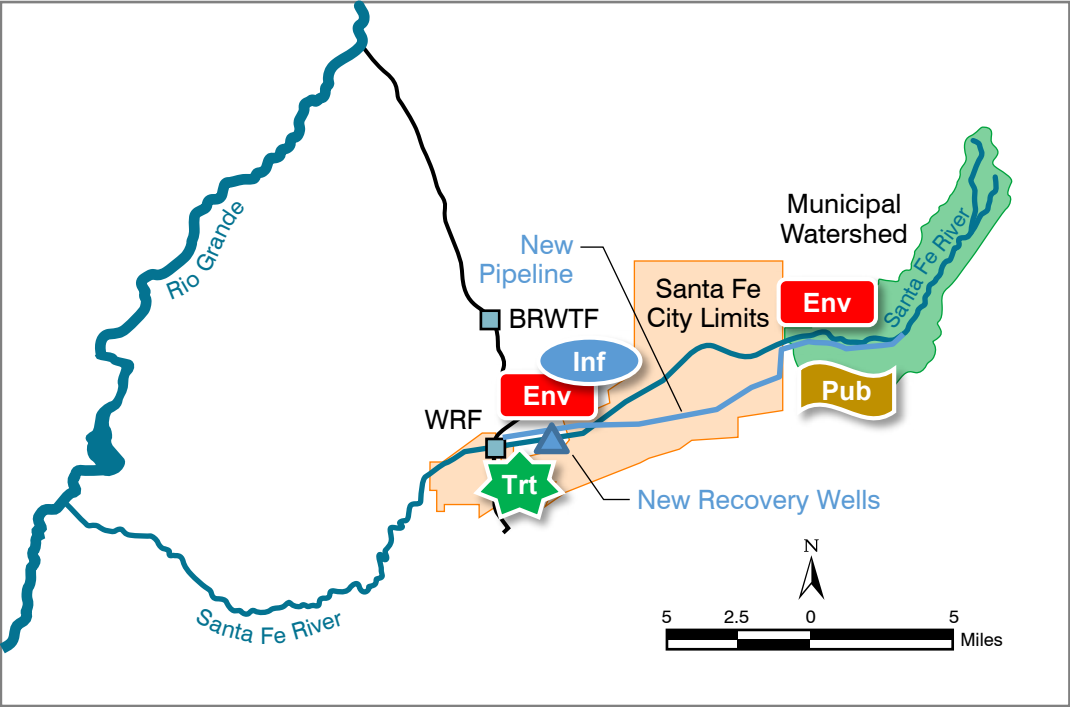 Rio Grande
Municipal
Watershed
Santa Fe River
New
Pipeline
Santa Fe
City Limits
Env
BRWTF
Inf
Env
Pub
WRF
Trt
New Recovery Wells
N
5 2.5 0 5
Miles
Santa Fe River